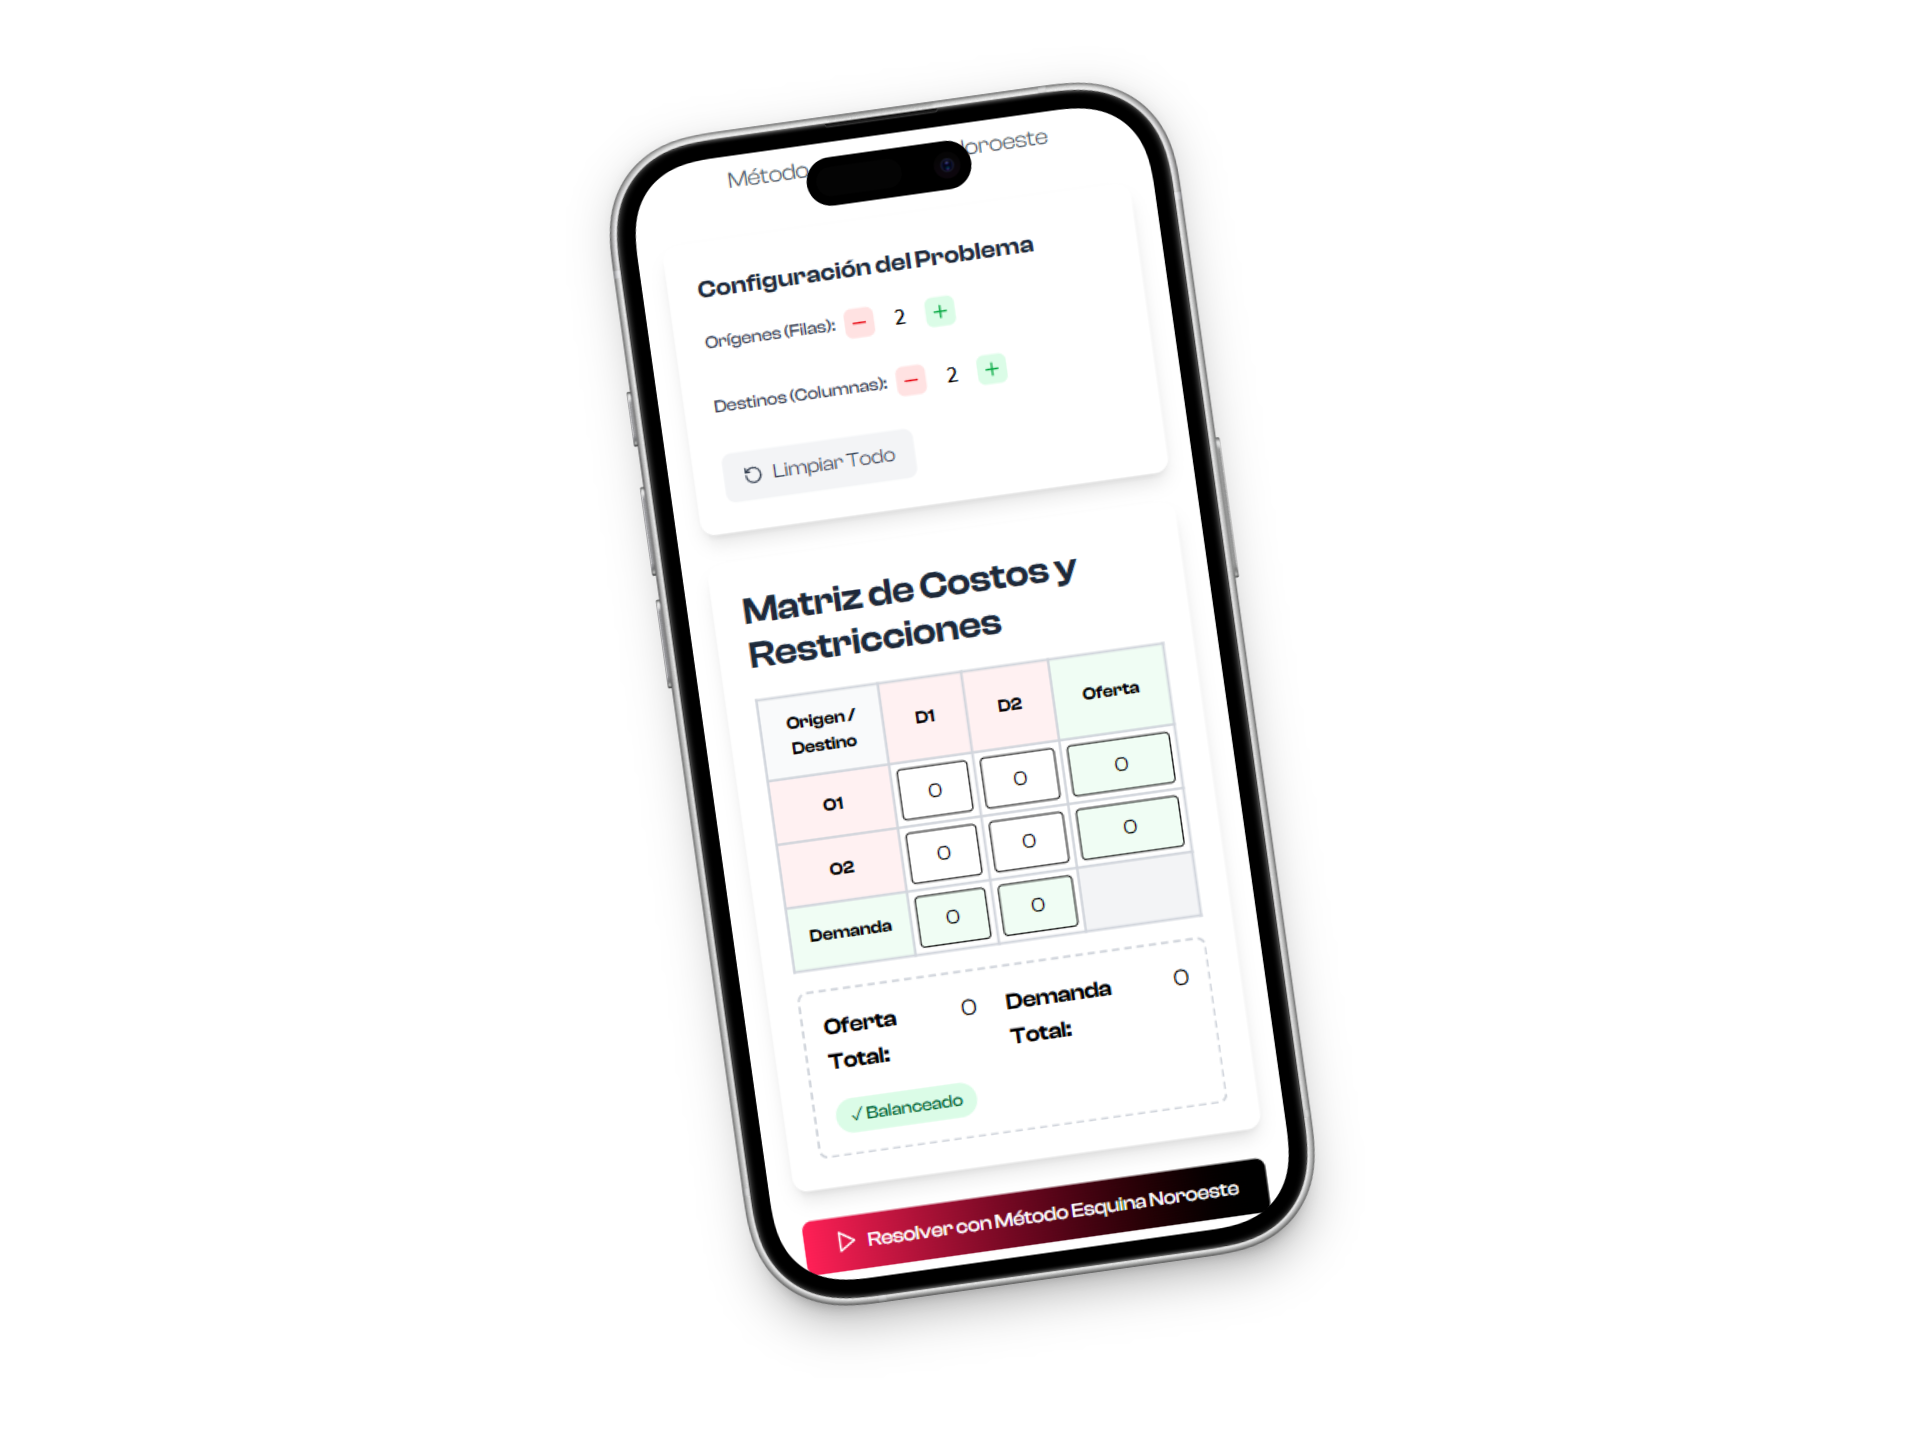 Método
Noroeste
Configuración del Problema
Orígenes (Filas): − 2 +
Destinos (Columnas): − 2 +
Limpiar Todo
Matriz de Costos y
Restricciones
Origen /
Destino
D1
D2
Oferta
O1
0
0
0
O2
0
0
0
Demanda
0
0
Oferta
Total:
0
Demanda
Total:
0
✓ Balanceado
Resolver con Método Esquina Noroeste